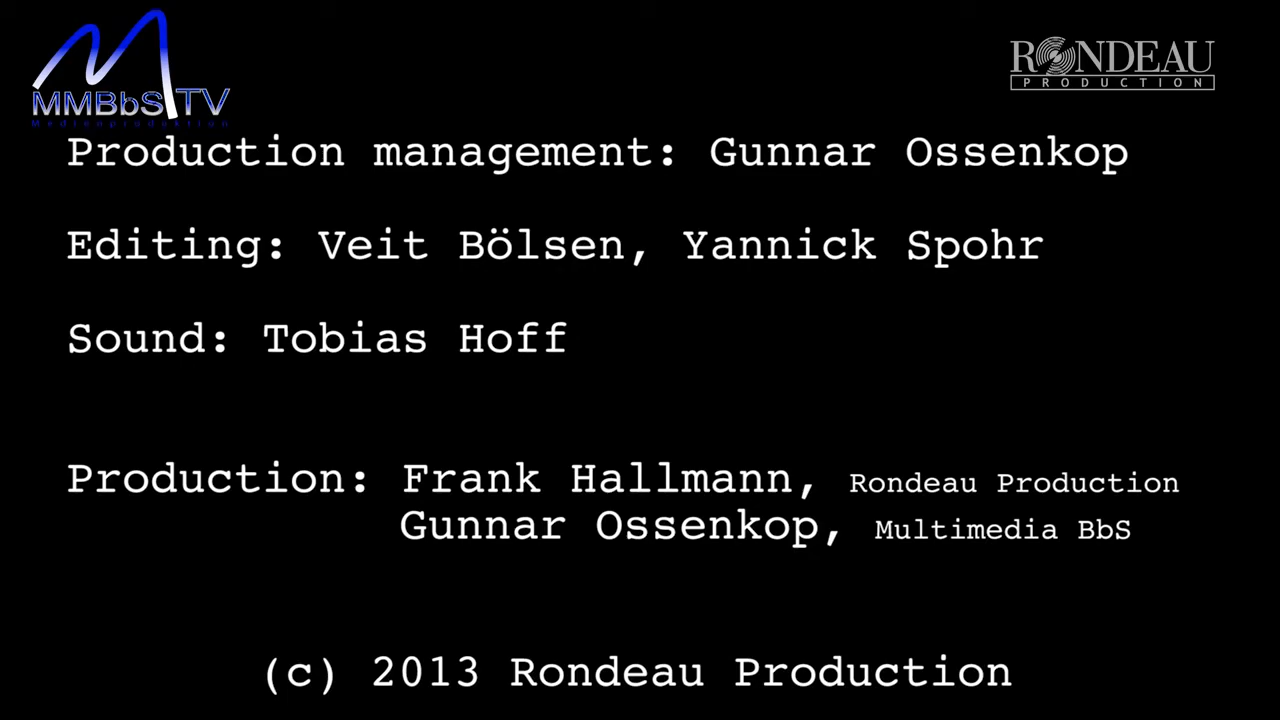 MMBbS TV
Medienproduktion
RONDEAU
PRODUCTION
Production management: Gunnar Ossenkop
Editing: Veit Bölsen, Yannick Spohr
Sound: Tobias Hoff
Production: Frank Hallmann, Rondeau Production
Gunnar Ossenkop, Multimedia BbS
(c) 2013 Rondeau Production